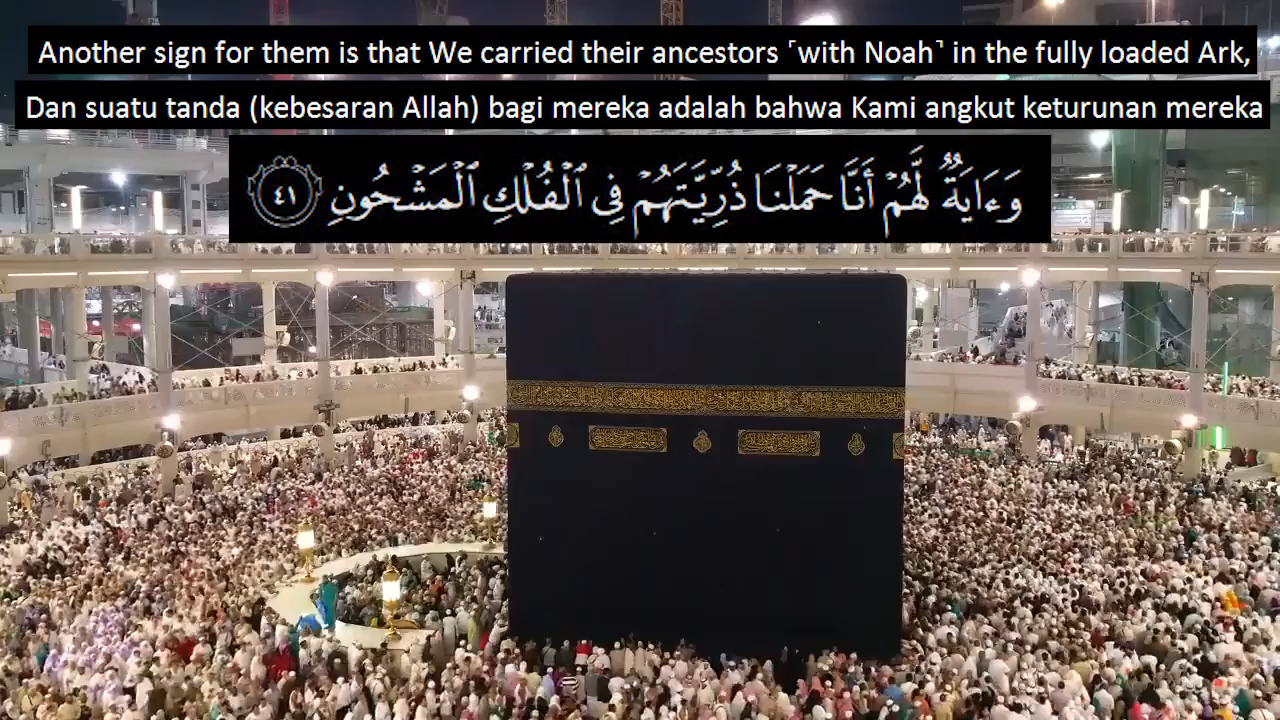 Another sign for them is that We carried their ancestors ˹with Noah˺ in the fully loaded Ark,
Dan suatu tanda (kebesaran Allah) bagi mereka adalah bahwa Kami angkut keturunan mereka
وَءَايَةٌ لَّهُمْ أَنَّا حَمَلْنَا ذُرِّيَّتَهُمْ فِى ٱلْفُلْكِ ٱلْمَشْحُونِ ٤١